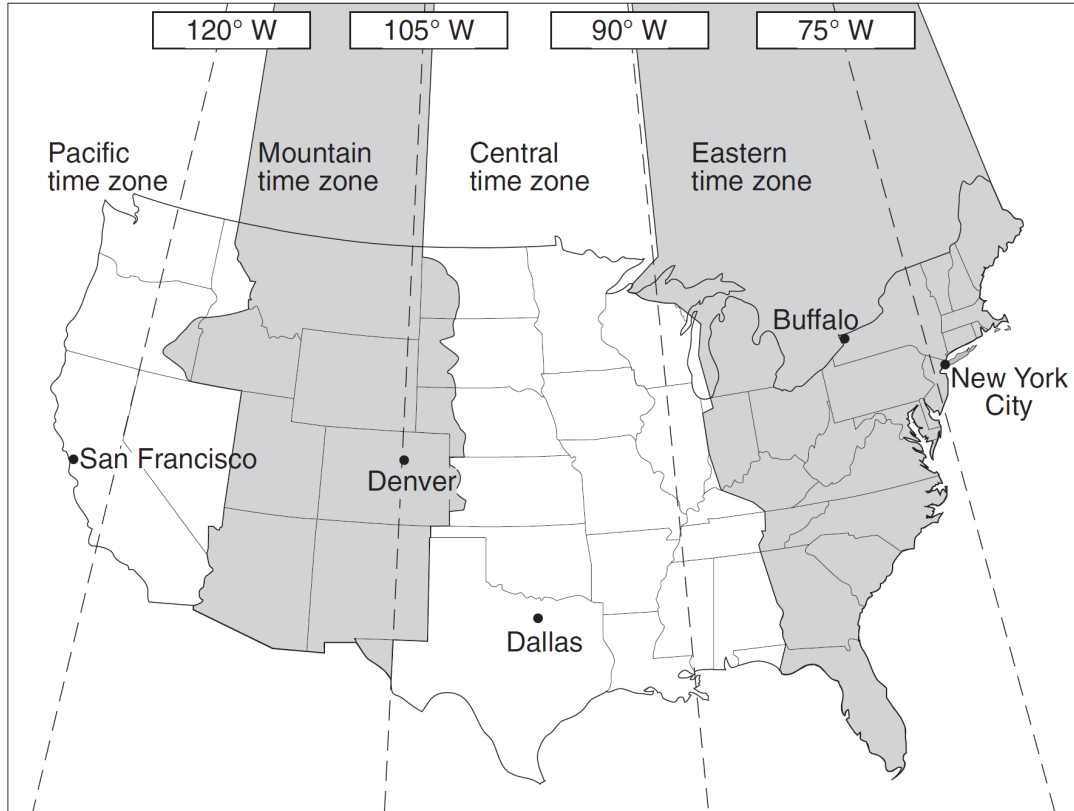 120° W
105° W
90° W
75° W
Pacific
time zone
Mountain
time zone
Central
time zone
Eastern
time zone
Buffalo
New York
City
San Francisco
Denver
Dallas